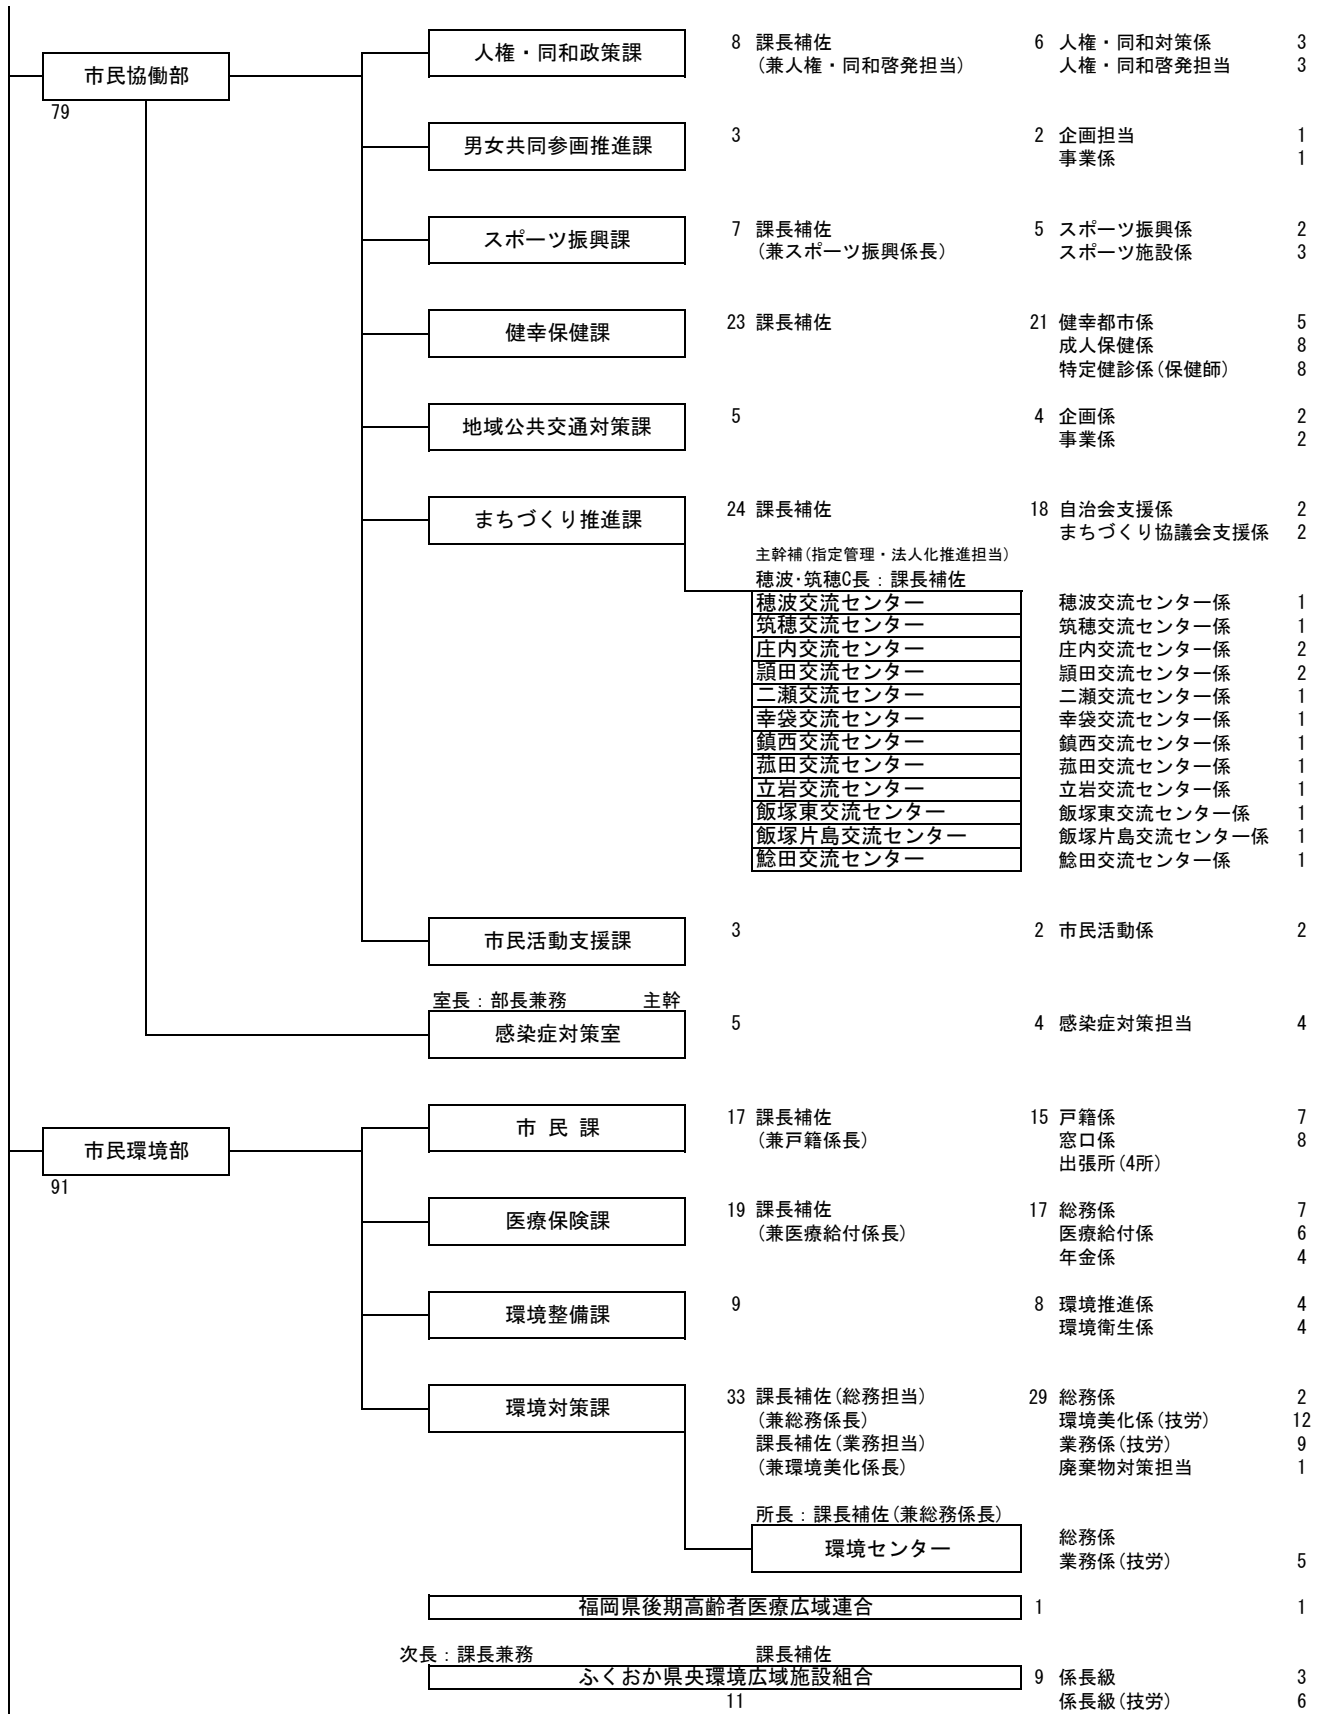 人権・同和政策課 8 課長補佐 6 人権・同和対策係 3
(兼人権・同和啓発担当) 人権・同和啓発担当 3
市民協働部
79
男女共同参画推進課 3 2 企画担当 1
事業係 1
スポーツ振興課 7 課長補佐 5 スポーツ振興係 2
(兼スポーツ振興係長) スポーツ施設係 3
健幸保健課 23 課長補佐 21 健幸都市係 5
成人保健係 8
特定健診係(保健師) 8
地域公共交通対策課 5 4 企画係 2
事業係 2
まちづくり推進課 24 課長補佐 18 自治会支援係 2
まちづくり協議会支援係 2
主幹補(指定管理・法人化推進担当)
穂波・筑穂C長：課長補佐
穂波交流センター 穂波交流センター係 1
筑穂交流センター 筑穂交流センター係 1
庄内交流センター 庄内交流センター係 2
頴田交流センター 頴田交流センター係 2
二瀬交流センター 二瀬交流センター係 1
幸袋交流センター 幸袋交流センター係 1
鎮西交流センター 鎮西交流センター係 1
菰田交流センター 菰田交流センター係 1
立岩交流センター 立岩交流センター係 1
飯塚東交流センター 飯塚東交流センター係 1
飯塚片島交流センター 飯塚片島交流センター係 1
鯰田交流センター 鯰田交流センター係 1
市民活動支援課 3 2 市民活動係 2
室長：部長兼務 主幹
感染症対策室 5 4 感染症対策担当 4
市 民 課 17 課長補佐 15 戸籍係 7
(兼戸籍係長) 窓口係 8
市民環境部 出張所(4所)
91
医療保険課 19 課長補佐 17 総務係 7
(兼医療給付係長) 医療給付係 6
年金係 4
環境整備課 9 8 環境推進係 4
環境衛生係 4
環境対策課 33 課長補佐(総務担当) 29 総務係 2
(兼総務係長) 環境美化係(技労) 12
課長補佐(業務担当) 業務係(技労) 9
(兼環境美化係長) 廃棄物対策担当 1
所長：課長補佐(兼総務係長)
環境センター 総務係
業務係(技労) 5
福岡県後期高齢者医療広域連合 1 1
次長：課長兼務 課長補佐
ふくおか県央環境広域施設組合 9 係長級 3
11 係長級(技労) 6